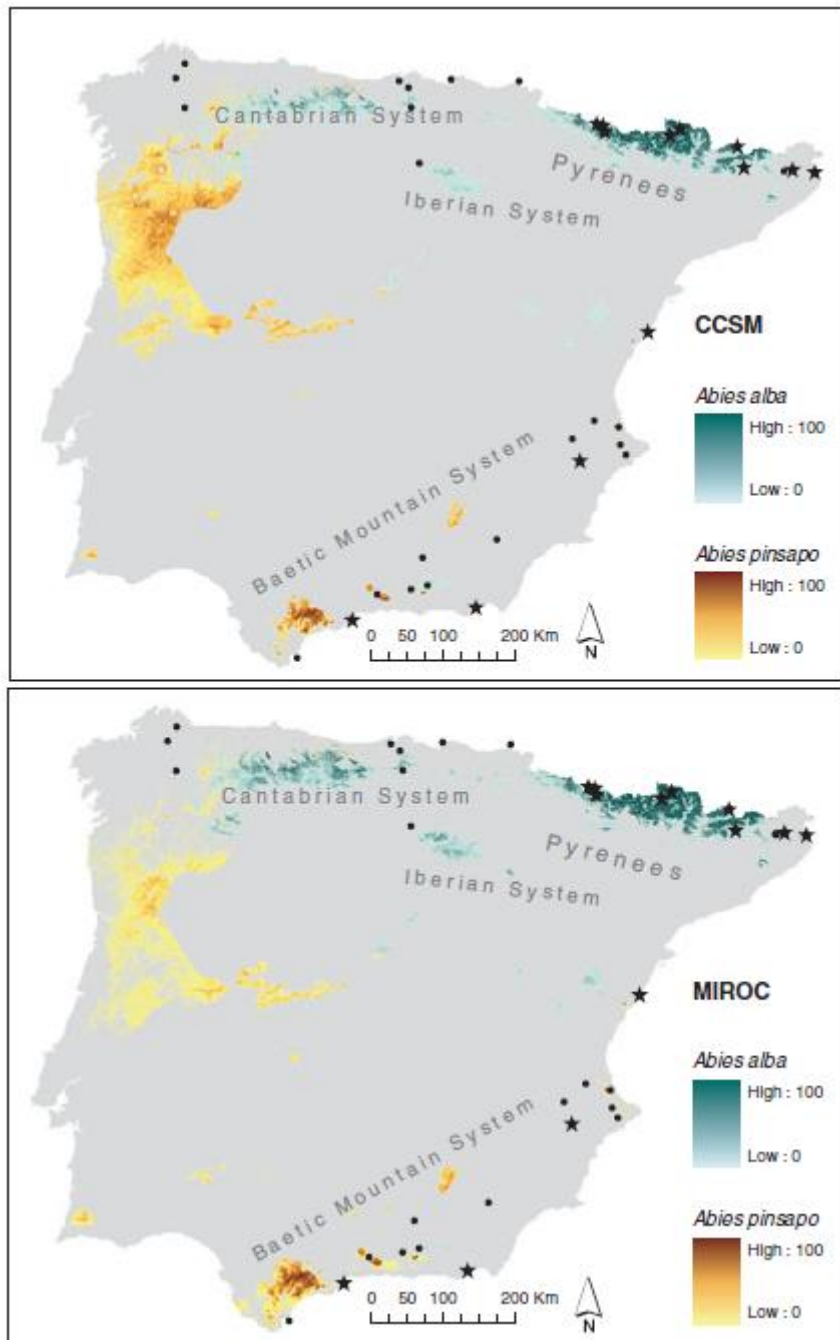 Cantabrian System
Pyrenees
Iberian System
CCSM
Abies alba
High : 100
Low : 0
Baetic Mountain System
Abies pinsapo
High : 100
Low : 0
0 50 100 200 Km
N
Cantabrian System
Pyrenees
Iberian System
MIROC
Abies alba
High : 100
Low : 0
Baetic Mountain System
Abies pinsapo
High : 100
Low : 0
0 50 100 200 Km
N